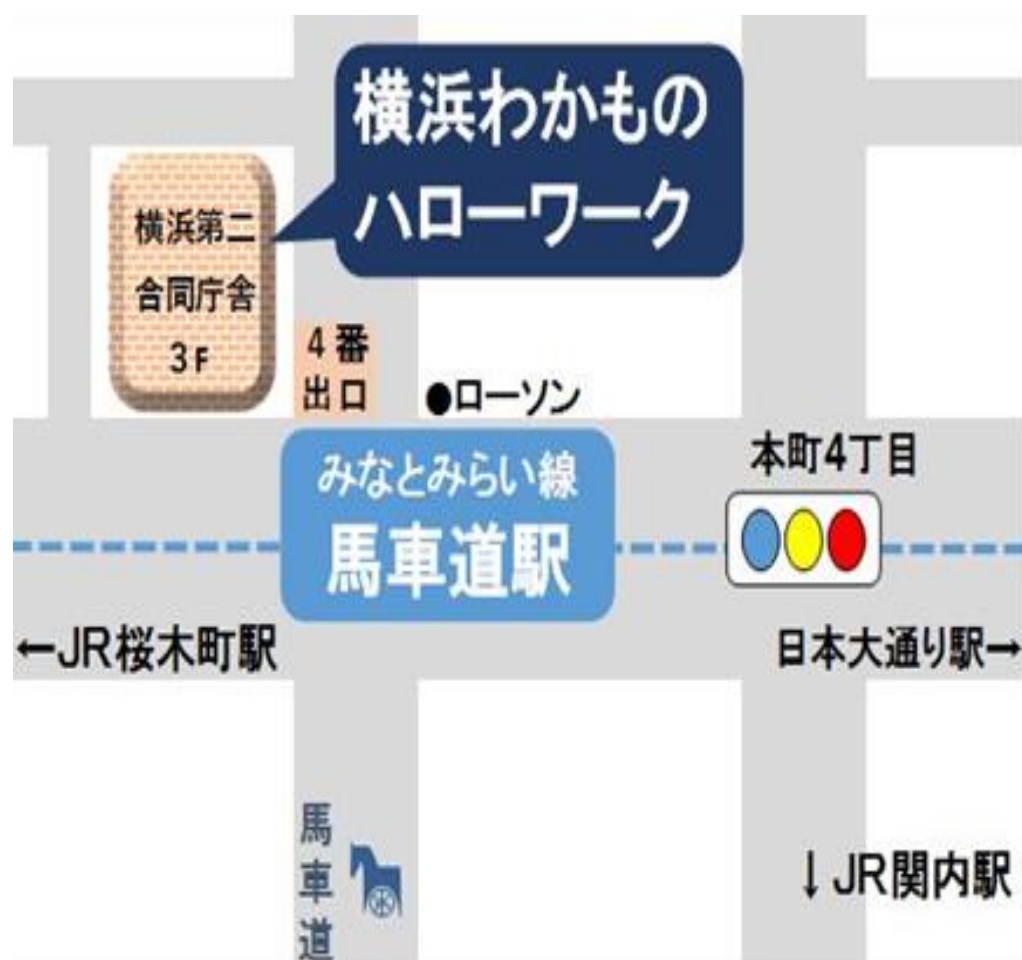 横浜わかもの
ハローワーク
横浜第二
合同庁舎
3F
4番
出口
●ローソン
みなとみらい線
馬車道駅
本町4丁目
←JR桜木町駅
日本大通り駅→
馬車道
↓JR関内駅